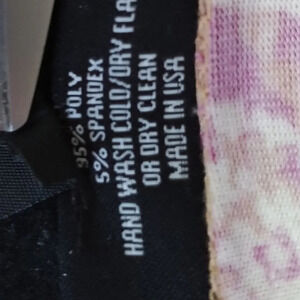 95% POLY
5% SPANDEX
HAND WASH COLD/DRY FLA
OR DRY CLEAN
MADE IN USA